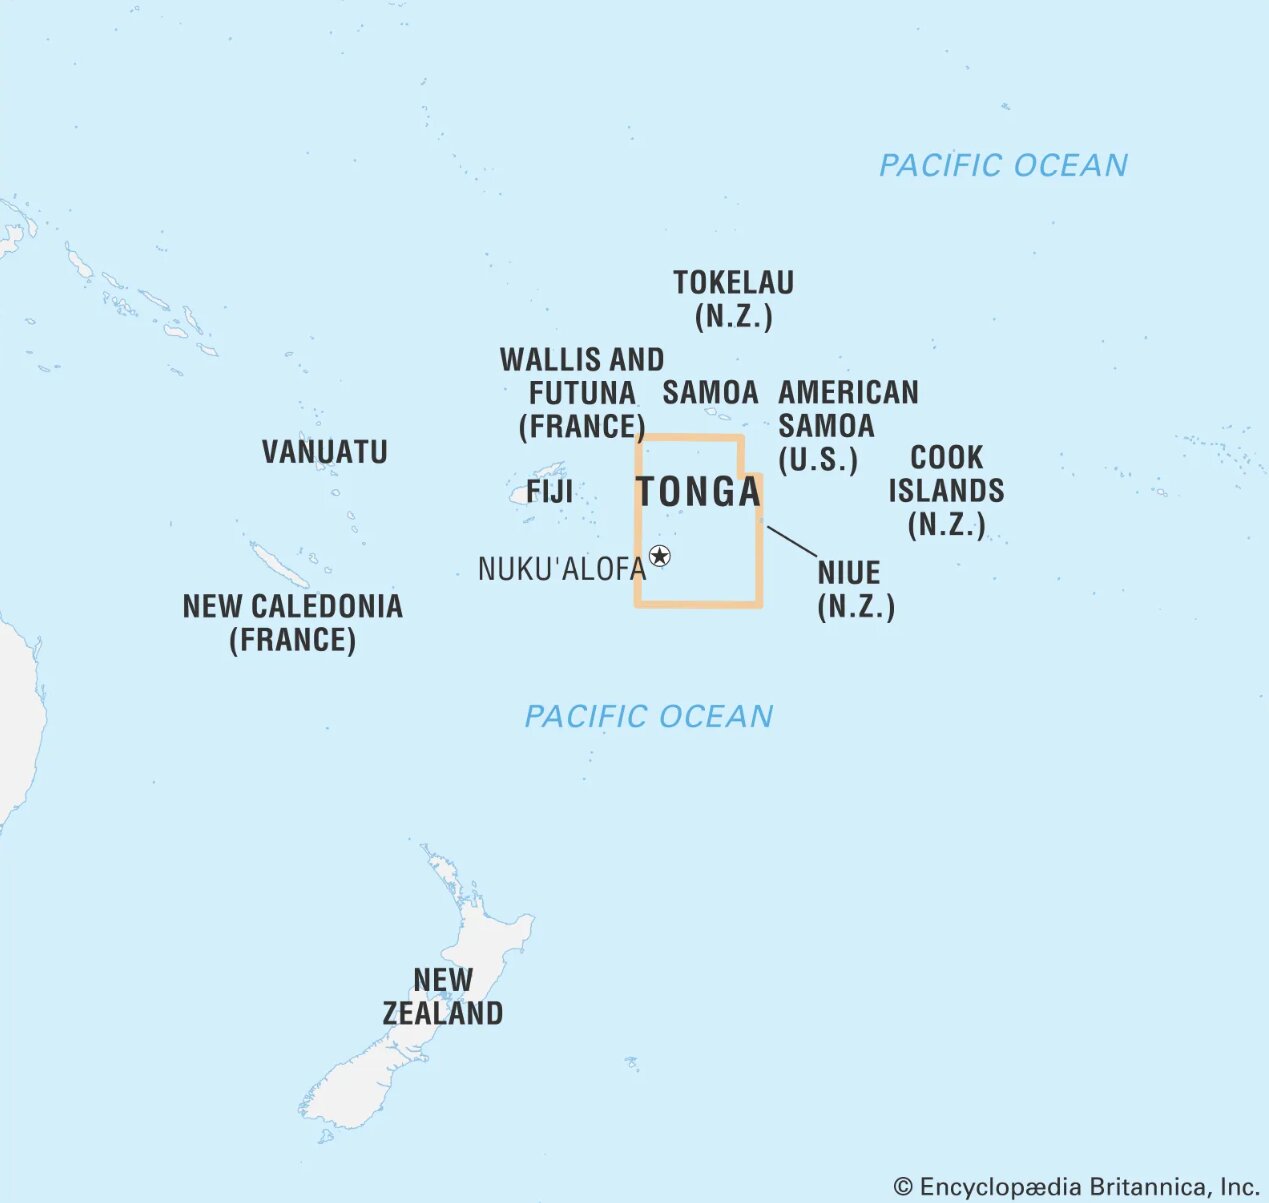 PACIFIC OCEAN
TOKELAU
(N.Z.)
WALLIS AND
FUTUNA
(FRANCE)
SAMOA
AMERICAN
SAMOA
(U.S.)
VANUATU
COOK
ISLANDS
(N.Z.)
FIJI
TONGA
NUKU'ALOFA
NIUE
(N.Z.)
NEW CALEDONIA
(FRANCE)
PACIFIC OCEAN
NEW
ZEALAND
© Encyclopædia Britannica, Inc.